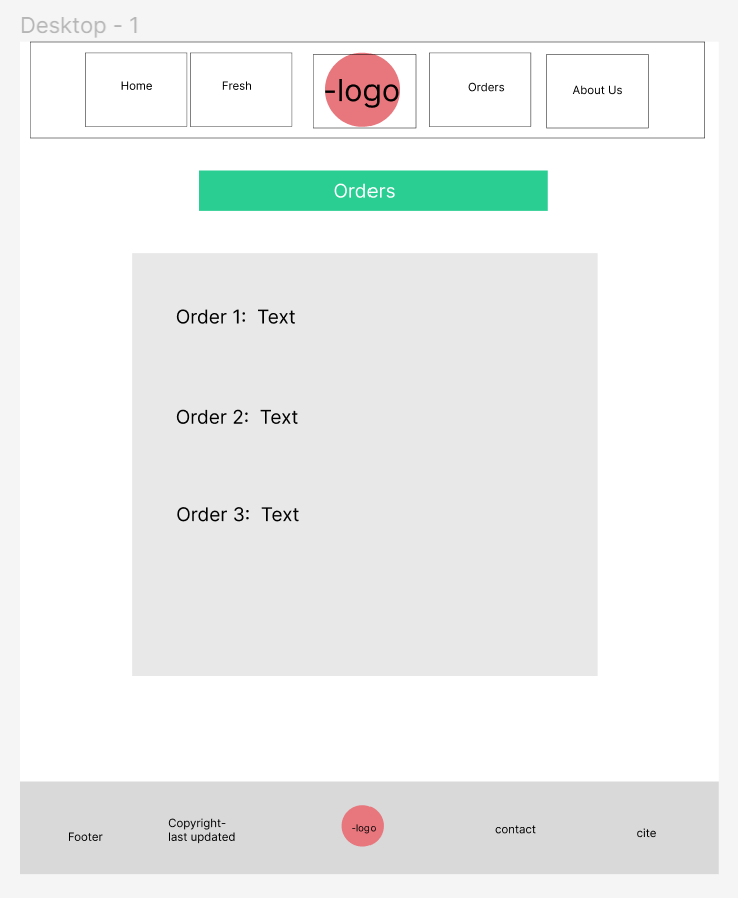 Desktop - 1
Home
Fresh
-logo
Orders
About Us
Orders
Order 1:  Text
Order 2:  Text
Order 3:  Text
Footer
Copyright-
last updated
-logo
contact
cite